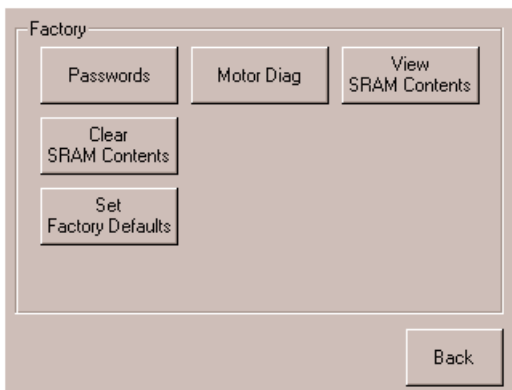 Factory
Passwords
Motor Diag
View
SRAM Contents
Clear
SRAM Contents
Set
Factory Defaults
Back